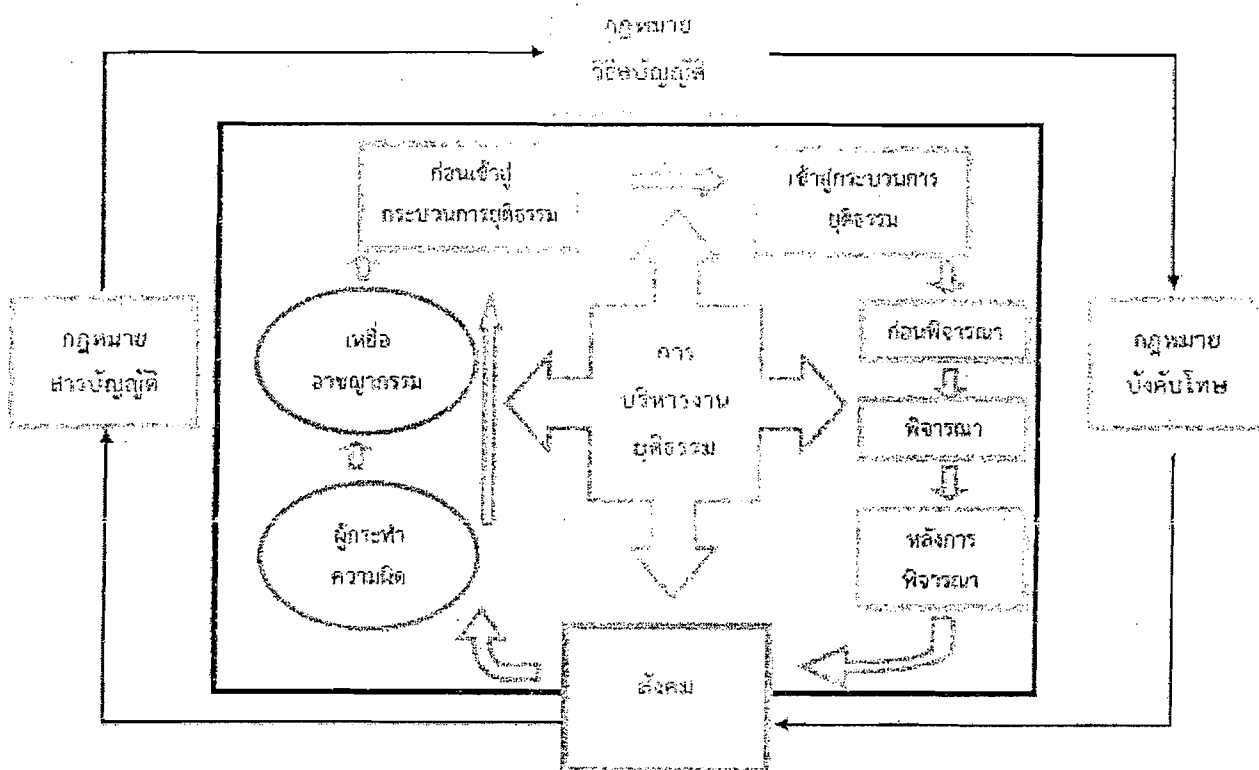 กฎหมาย
วิธีสบัญญัติ
ก่อนเข้าสู่
กระบวนการยุติธรรม
เข้าสู่กระบวนการ
ยุติธรรม
กฎหมาย
สารบัญญัติ
เหยื่อ
อาชญากรรม
การ
บริหารงาน
ยุติธรรม
ก่อนพิจารณา
พิจารณา
กฎหมาย
บังคับโทษ
ผู้กระทำ
ความผิด
หลังการ
พิจารณา
สังคม